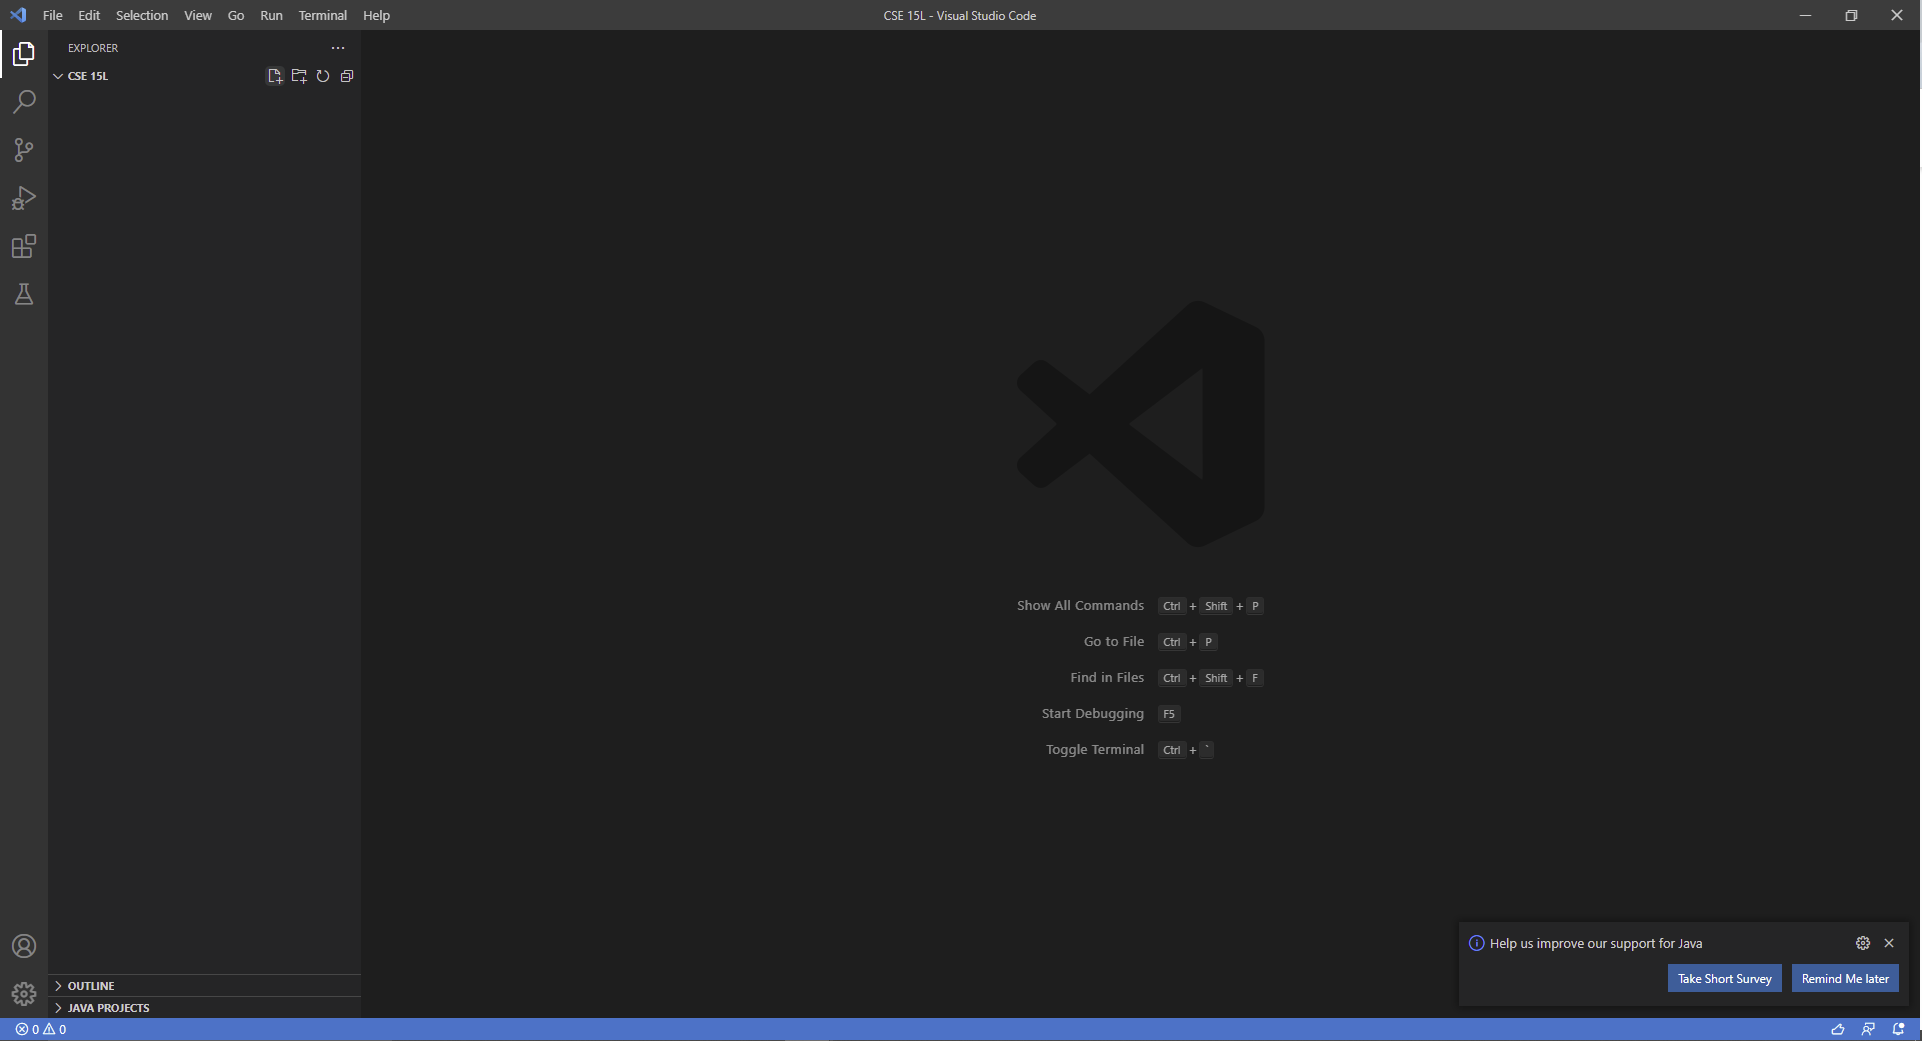 File Edit Selection View Go Run Terminal Help
CSE 15L - Visual Studio Code
EXPLORER
CSE 15L
Show All Commands Ctrl + Shift + P
Go to File Ctrl + P
Find in Files Ctrl + Shift + F
Start Debugging F5
Toggle Terminal Ctrl + `
Help us improve our support for Java
Take Short Survey Remind Me later
OUTLINE
JAVA PROJECTS
0 0